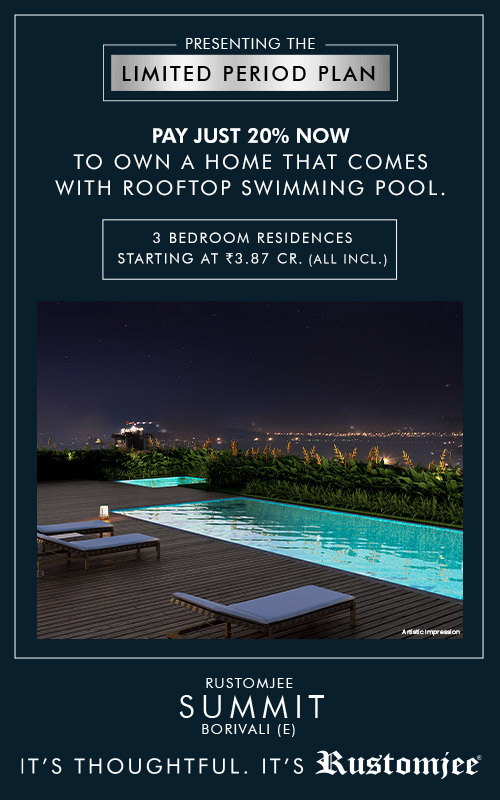 PRESENTING THE
LIMITED PERIOD PLAN
PAY JUST 20% NOW
TO OWN A HOME THAT COMES
WITH ROOFTOP SWIMMING POOL.
3 BEDROOM RESIDENCES
STARTING AT ₹3.87 CR. (ALL INCL.)
Artistic Impression
RUSTOMJEE
SUMMIT
BORIVALI (E)
IT'S THOUGHTFUL. IT'S Rustomjee®